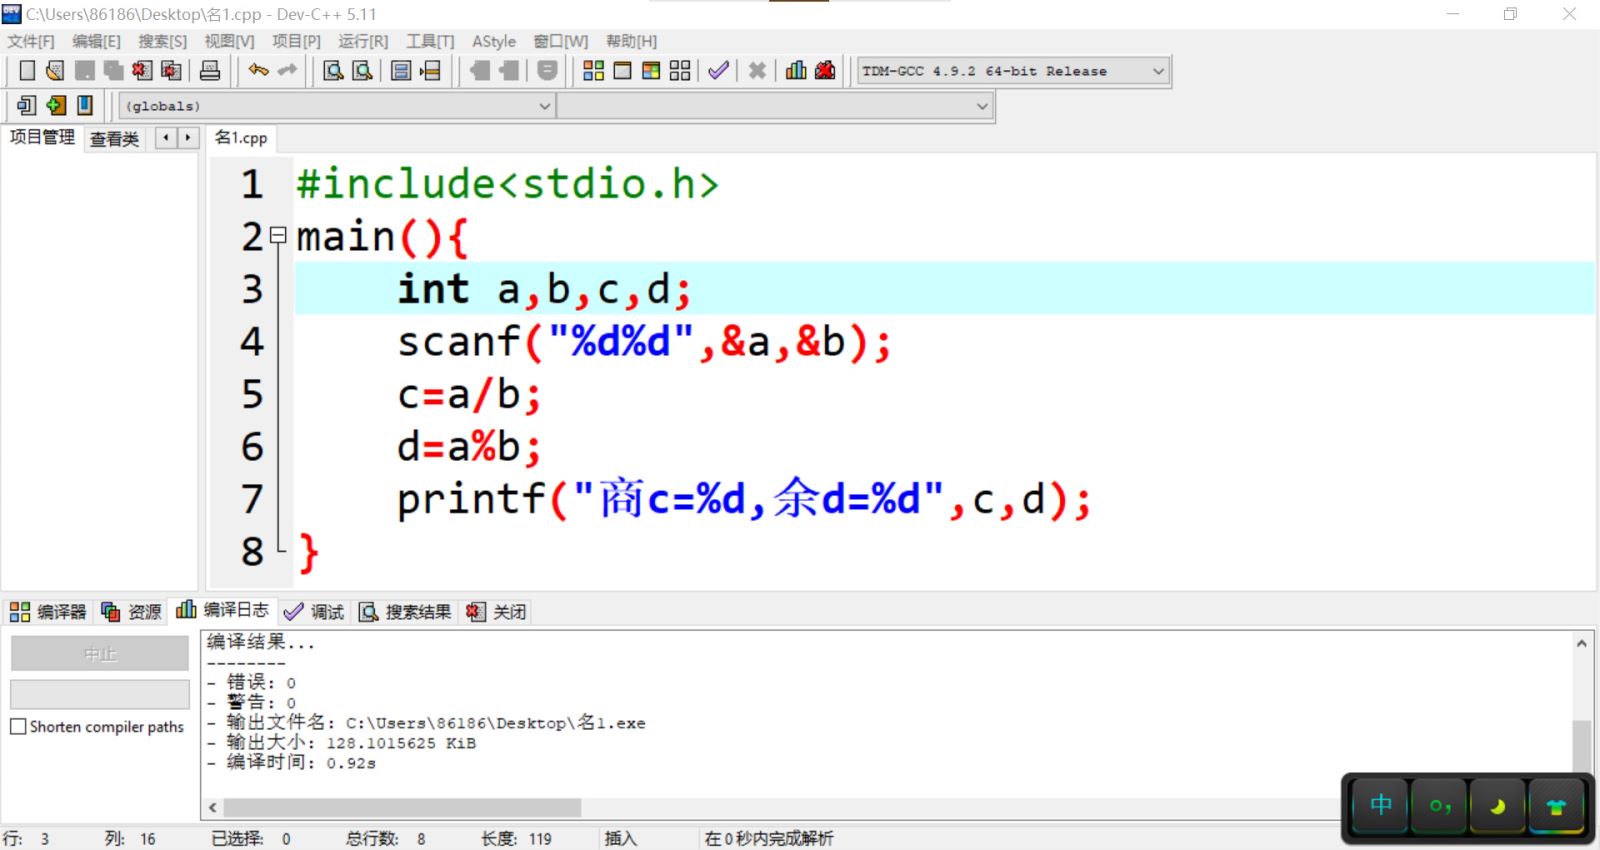 C:\Users\86186\Desktop\名1.cpp - Dev-C++ 5.11
文件[F] 编辑[E] 搜索[S] 视图[V] 项目[P] 运行[R] 工具[T] AStyle 窗口[W] 帮助[H]
TDM-GCC 4.9.2 64-bit Release
(globals)
项目管理 查看类 名1.cpp
1 #include<stdio.h>
2 main(){
3 int a,b,c,d;
4 scanf("%d%d",&a,&b);
5 c=a/b;
6 d=a%b;
7 printf("商c=%d,余d=%d",c,d);
8 }
编译器 资源 编译日志 调试 搜索结果 关闭
中止
Shorten compiler paths
编译结果...
--------
- 错误: 0
- 警告: 0
- 输出文件名: C:\Users\86186\Desktop\名1.exe
- 输出大小: 128.1015625 KiB
- 编译时间: 0.92s
中
行: 3 列: 16 已选择: 0 总行数: 8 长度: 119 插入 在 0 秒内完成解析